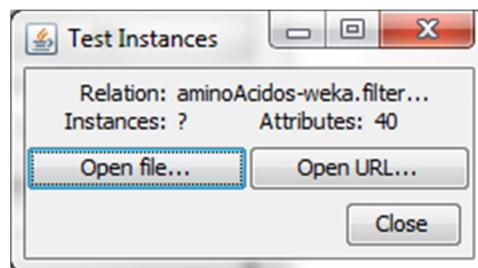 Test Instances
Relation: aminoAcidos-weka.filter...
Instances: ? Attributes: 40
Open file... Open URL...
Close